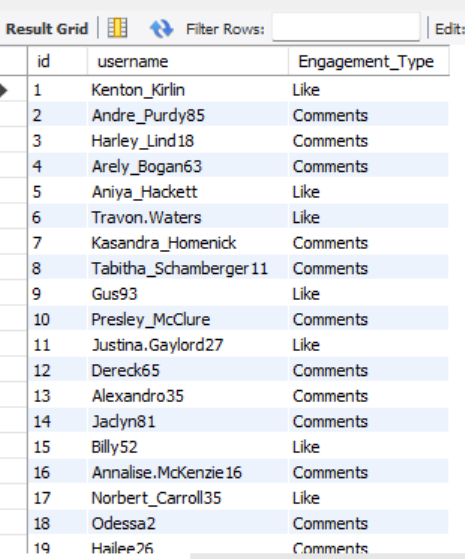 Result Grid Filter Rows: Edit:
id username Engagement_Type
1 Kenton_Kirlin Like
2 Andre_Purdy85 Comments
3 Harley_Lind18 Comments
4 Arely_Bogan63 Comments
5 Aniya_Hackett Like
6 Travon.Waters Like
7 Kasandra_Homenick Comments
8 Tabitha_Schamberger11 Comments
9 Gus93 Like
10 Presley_McClure Comments
11 Justina.Gaylord27 Like
12 Dereck65 Comments
13 Alexandro35 Comments
14 Jaclyn81 Comments
15 Billy52 Like
16 Annalise.McKenzie16 Comments
17 Norbert_Carroll35 Like
18 Odessa2 Comments
19 Hailee26 Comments